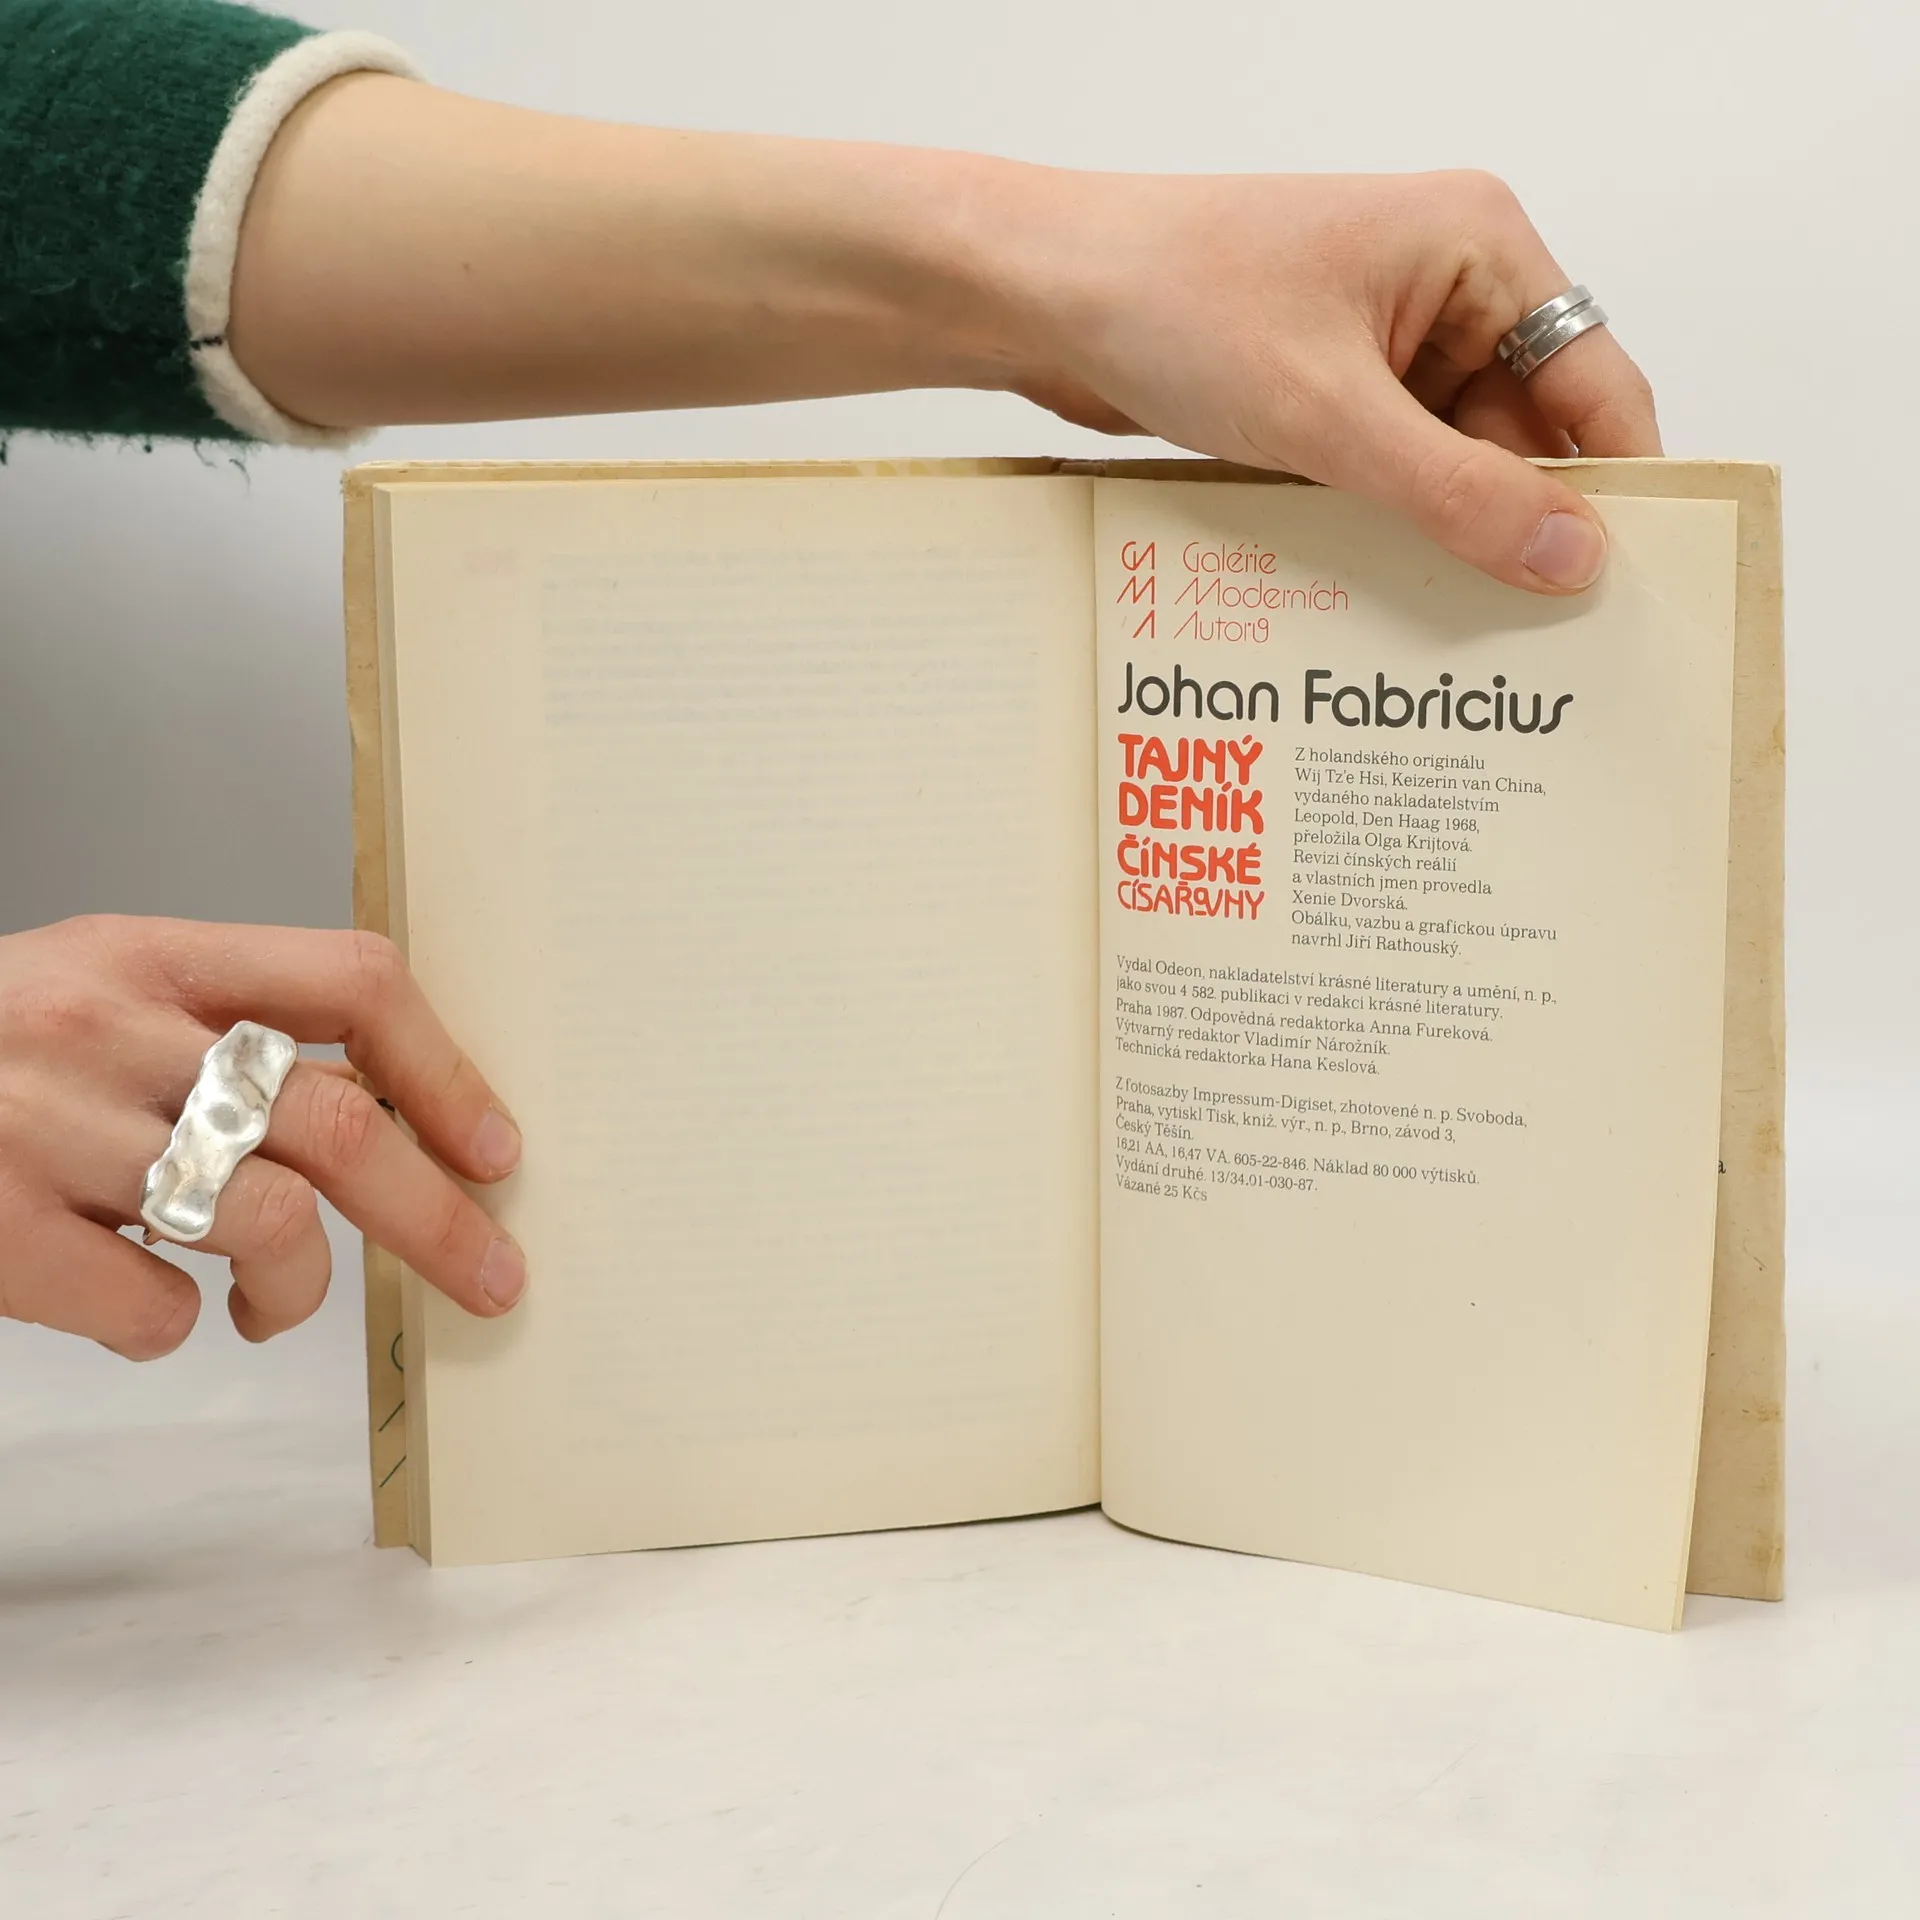 GM Galérie
M Moderních
A Autorů
Johan Fabricius
TAJNÝ
DENÍK
ČÍNSKÉ
CÍSAŘOVNY
Z holandského originálu
Wij Tz'e Hsi, Keizerin van China,
vydaného nakladatelstvím
Leopold, Den Haag 1968,
přeložila Olga Krijtová.
Revizi čínských reálií
a vlastních jmen provedla
Xenie Dvorská.
Obálku, vazbu a grafickou úpravu
navrhl Jiří Rathouský.
Vydal Odeon, nakladatelství krásné literatury a umění, n. p.,
jako svou 4 582. publikaci v redakci krásné literatury.
Praha 1987. Odpovědná redaktorka Anna Fureková.
Výtvarný redaktor Vladimír Nárožník.
Technická redaktorka Hana Keslová.
Z fotosazby Impressum-Digiset, zhotovené n. p. Svoboda,
Praha, vytiskl Tisk, kniž. výr., n. p., Brno, závod 3,
Český Těšín.
16,21 AA, 16,47 VA. 605-22-846. Náklad 80 000 výtisků.
Vydání druhé. 13/34.01-030-87.
Vázané 25 Kčs
a